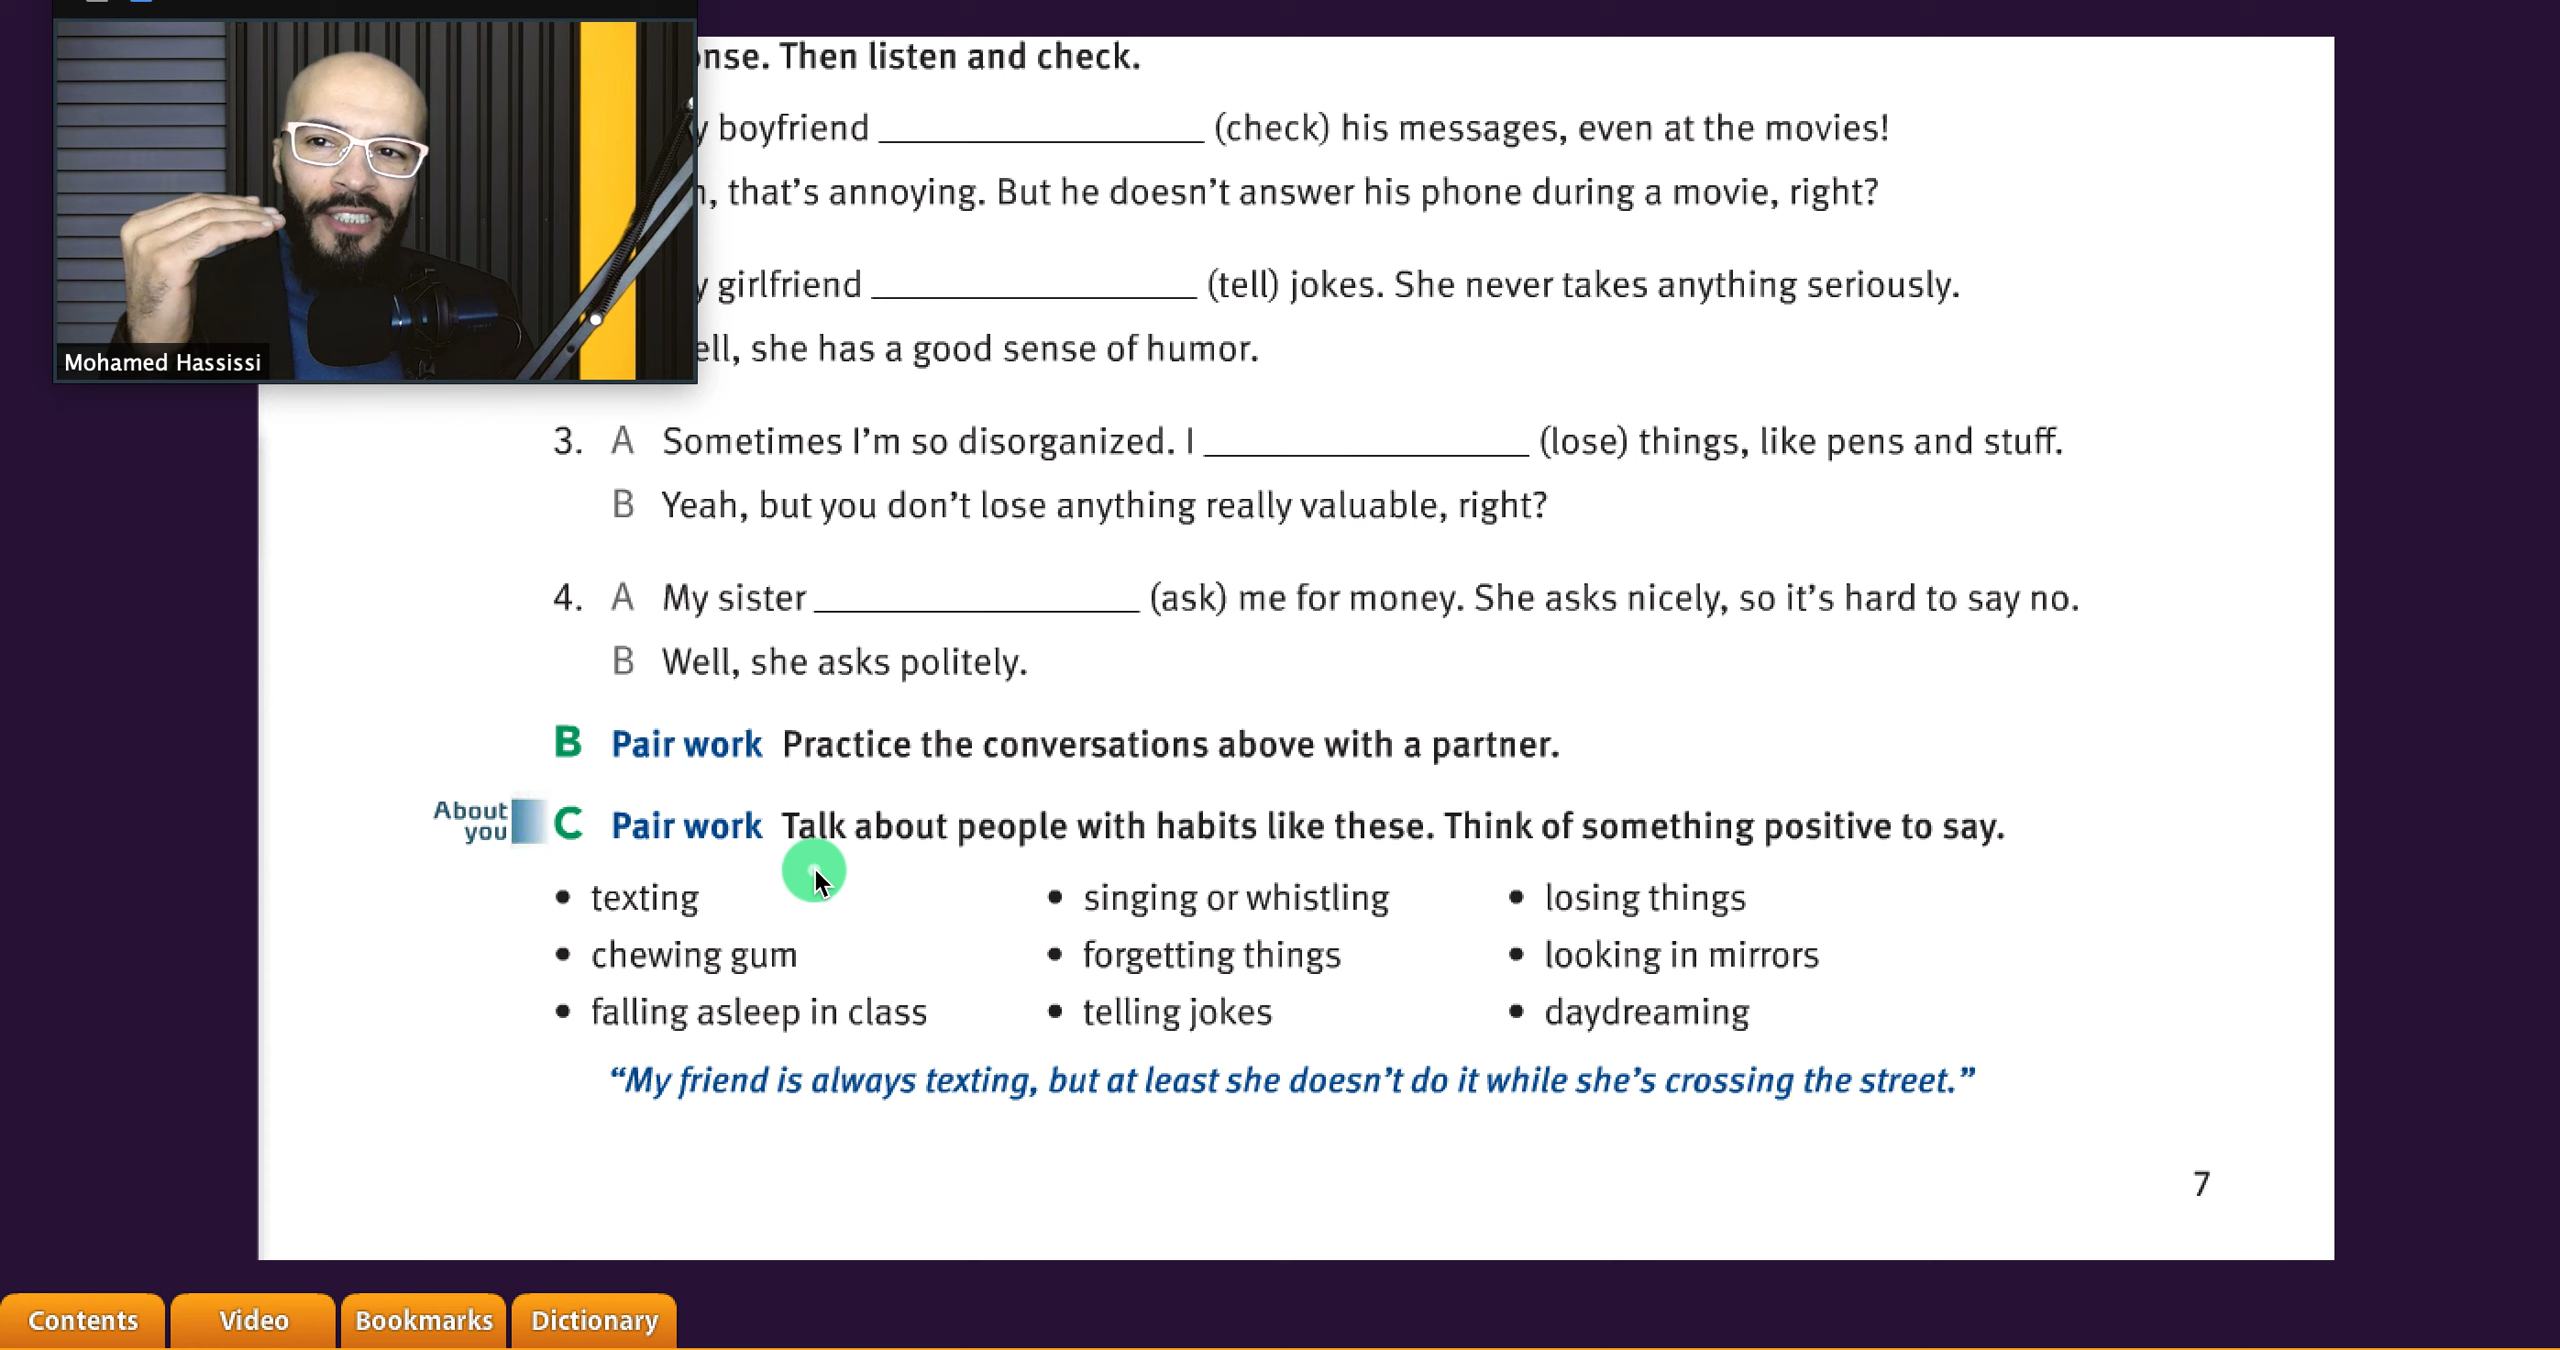 Then listen and check.
boyfriend ____ (check) his messages, even at the movies!
that's annoying. But he doesn't answer his phone during a movie, right?
girlfriend ____ (tell) jokes. She never takes anything seriously.
she has a good sense of humor.
Mohamed Hassissi
3. A Sometimes I'm so disorganized. I ____ (lose) things, like pens and stuff.
B Yeah, but you don't lose anything really valuable, right?
4. A My sister ____ (ask) me for money. She asks nicely, so it's hard to say no.
B Well, she asks politely.
B Pair work Practice the conversations above with a partner.
About you
C Pair work Talk about people with habits like these. Think of something positive to say.
• texting • singing or whistling • losing things
• chewing gum • forgetting things • looking in mirrors
• falling asleep in class • telling jokes • daydreaming
"My friend is always texting, but at least she doesn't do it while she's crossing the street."
7
Contents Video Bookmarks Dictionary